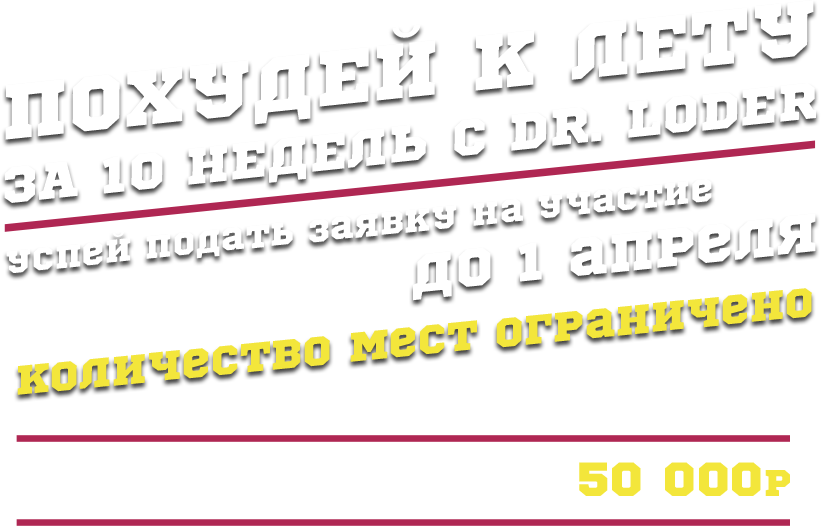 ПОХУДЕЙ К ЛЕТУ
ЗА 10 НЕДЕЛЬ С DR. LODER
успей подать заявку на участие
до 1 апреля
количество мест ограничено
50 000р